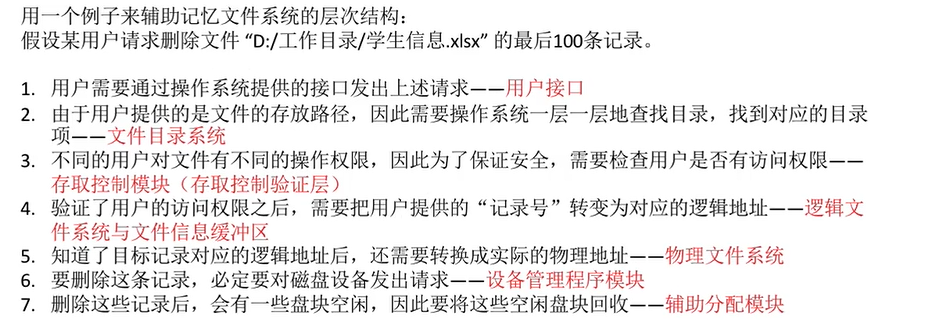 用一个例子来辅助记忆文件系统的层次结构：
假设某用户请求删除文件 “D:/工作目录/学生信息.xlsx” 的最后100条记录。
1. 用户需要通过操作系统提供的接口发出上述请求——用户接口
2. 由于用户提供的是文件的存放路径，因此需要操作系统一层一层地查找目录，找到对应的目录
项——文件目录系统
3. 不同的用户对文件有不同的操作权限，因此为了保证安全，需要检查用户是否有访问权限——
存取控制模块（存取控制验证层）
4. 验证了用户的访问权限之后，需要把用户提供的“记录号”转变为对应的逻辑地址——逻辑文
件系统与文件信息缓冲区
5. 知道了目标记录对应的逻辑地址后，还需要转换成实际的物理地址——物理文件系统
6. 要删除这条记录，必定要对磁盘设备发出请求——设备管理程序模块
7. 删除这些记录后，会有一些盘块空闲，因此要将这些空闲盘块回收——辅助分配模块